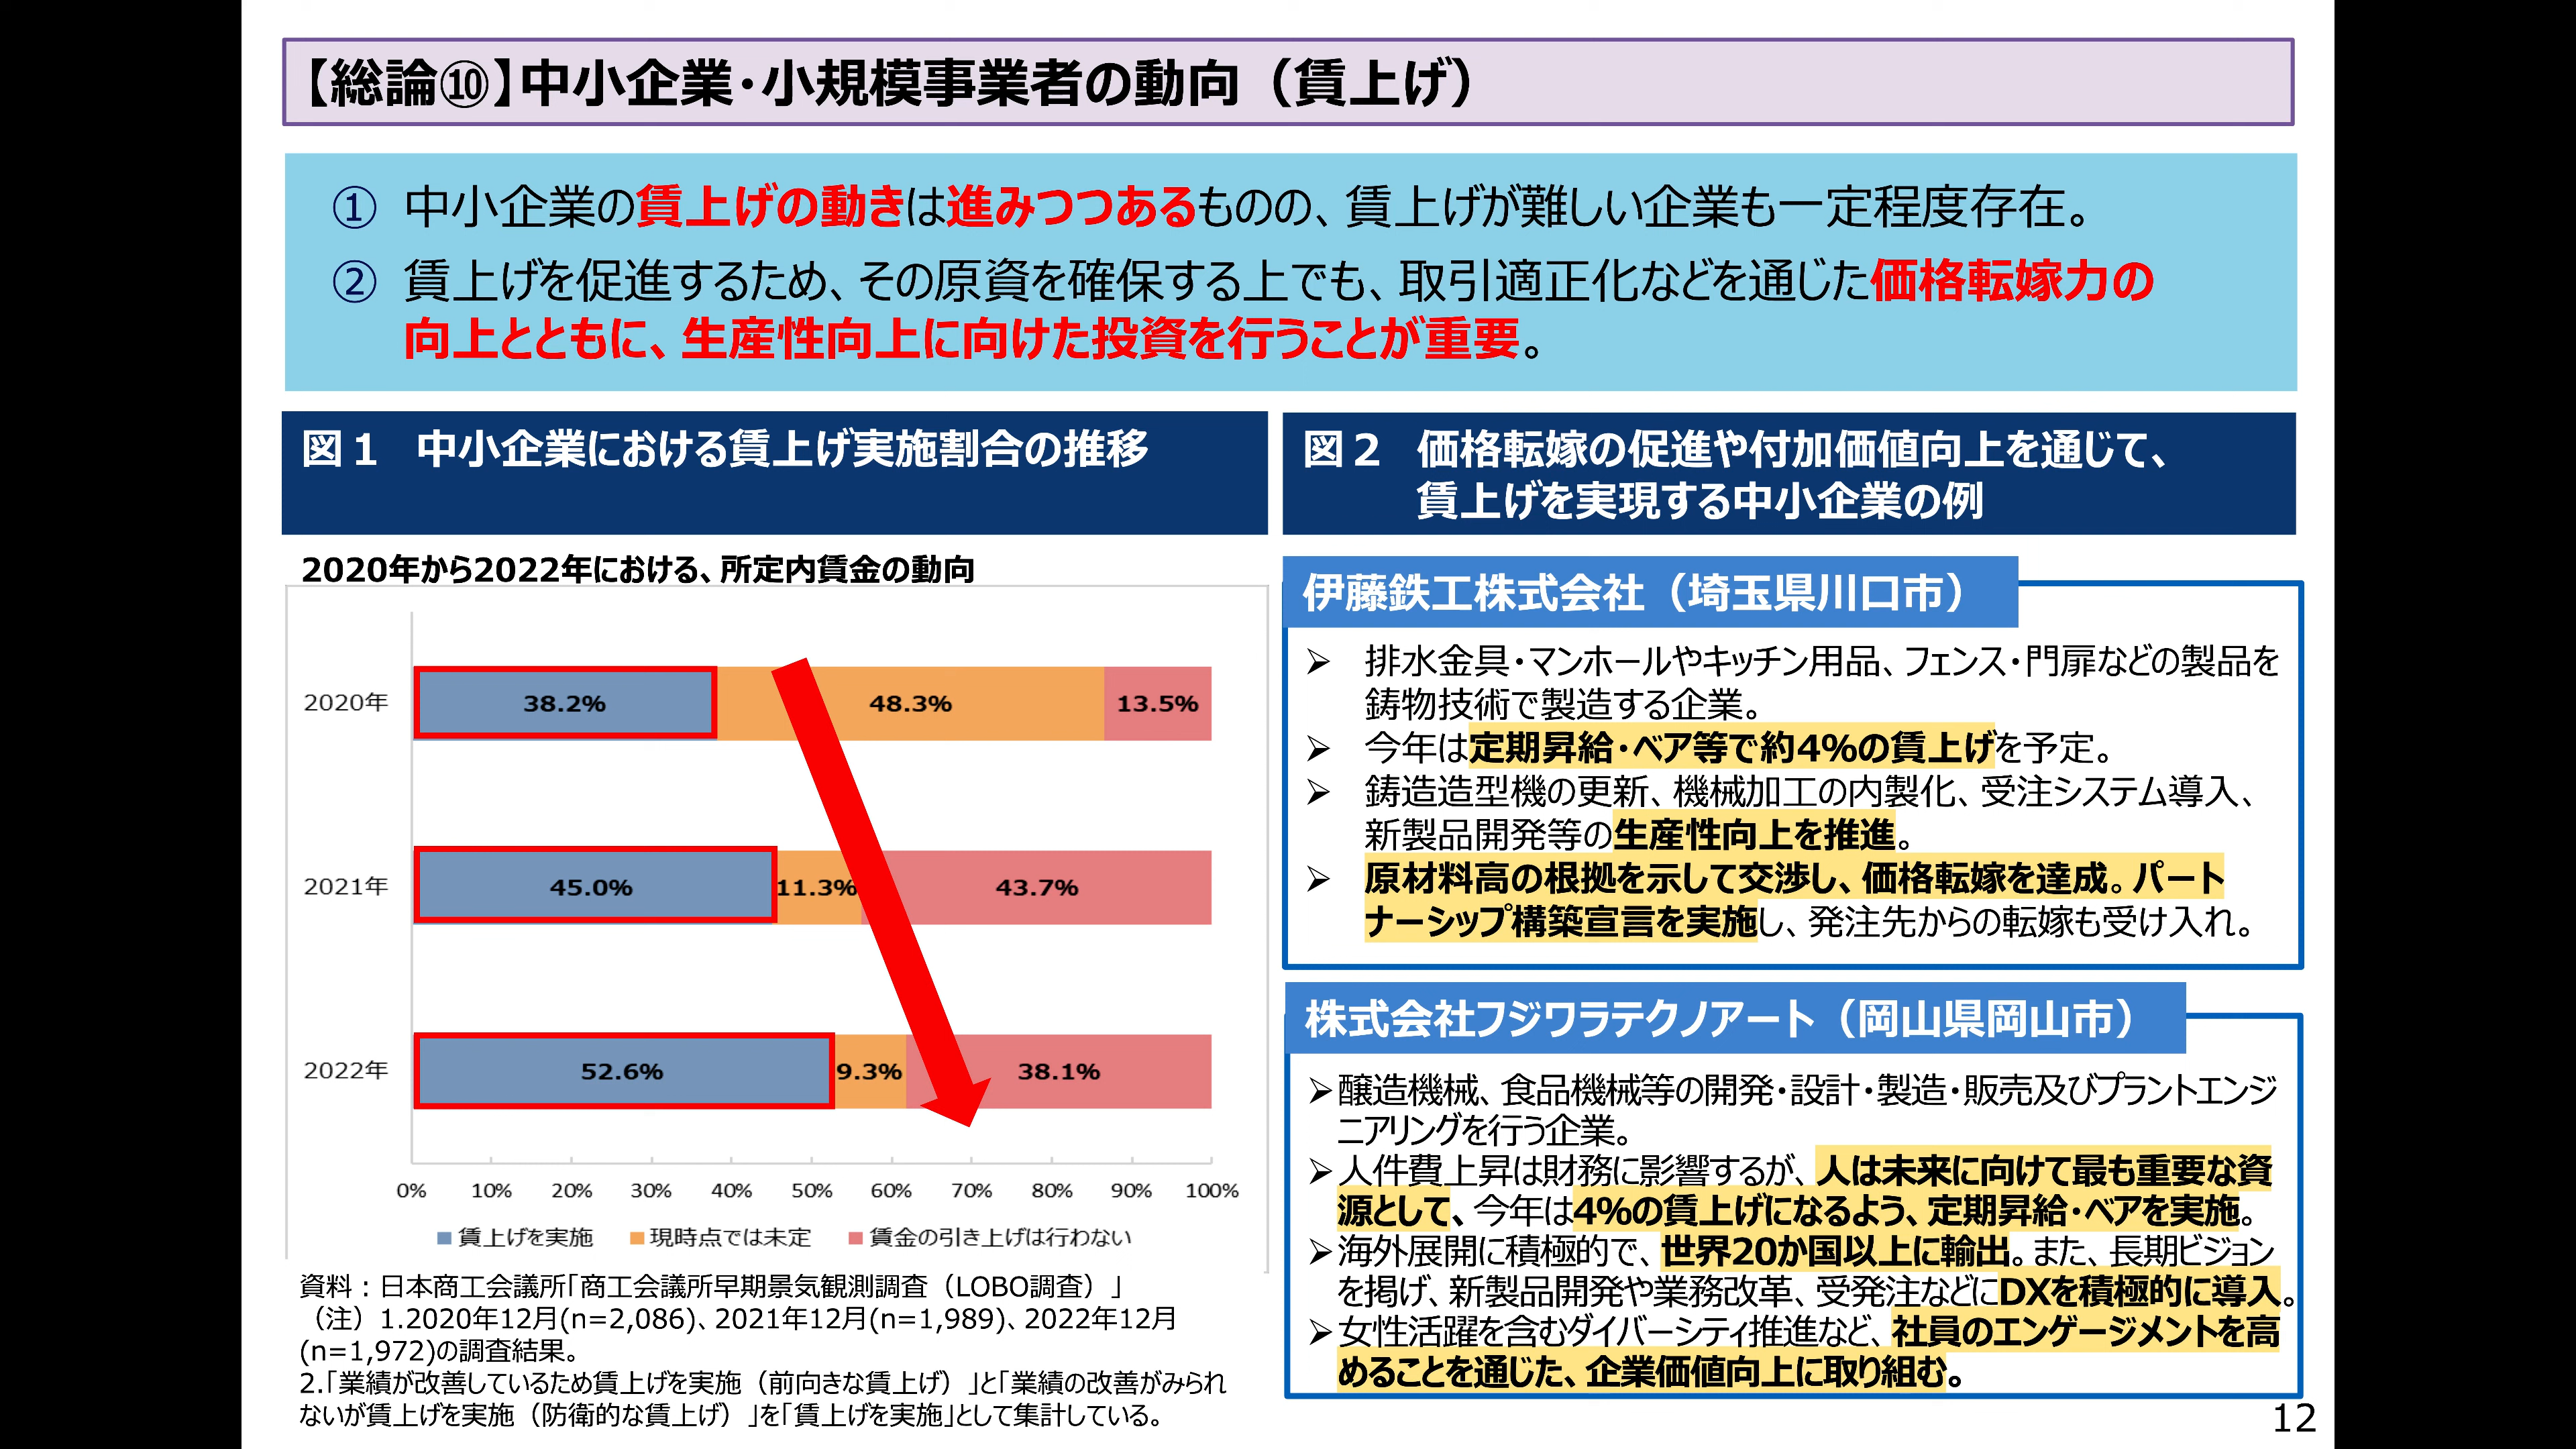 【総論⑩】中小企業・小規模事業者の動向（賃上げ）
① 中小企業の賃上げの動きは進みつつあるものの、賃上げが難しい企業も一定程度存在。
② 賃上げを促進するため、その原資を確保する上でも、取引適正化などを通じた価格転嫁力の
向上とともに、生産性向上に向けた投資を行うことが重要。
図１ 中小企業における賃上げ実施割合の推移
2020年から2022年における、所定内賃金の動向
2020年 38.2% 48.3% 13.5%
2021年 45.0% 11.3% 43.7%
2022年 52.6% 9.3% 38.1%
0% 10% 20% 30% 40% 50% 60% 70% 80% 90% 100%
賃上げを実施 現時点では未定 賃金の引き上げは行わない
資料：日本商工会議所「商工会議所早期景気観測調査（LOBO調査）」
（注）1.2020年12月(n=2,086)、2021年12月(n=1,989)、2022年12月
(n=1,972)の調査結果。
2.「業績が改善しているため賃上げを実施（前向きな賃上げ）」と「業績の改善がみられ
ないが賃上げを実施（防衛的な賃上げ）」を「賃上げを実施」として集計している。
図２ 価格転嫁の促進や付加価値向上を通じて、
賃上げを実現する中小企業の例
伊藤鉄工株式会社（埼玉県川口市）
➢ 排水金具・マンホールやキッチン用品、フェンス・門扉などの製品を
鋳物技術で製造する企業。
➢ 今年は定期昇給・ベア等で約4%の賃上げを予定。
➢ 鋳造造型機の更新、機械加工の内製化、受注システム導入、
新製品開発等の生産性向上を推進。
➢ 原材料高の根拠を示して交渉し、価格転嫁を達成。パート
ナーシップ構築宣言を実施し、発注先からの転嫁も受け入れ。
株式会社フジワラテクノアート（岡山県岡山市）
➢醸造機械、食品機械等の開発・設計・製造・販売及びプラントエンジ
ニアリングを行う企業。
➢人件費上昇は財務に影響するが、人は未来に向けて最も重要な資
源として、今年は4%の賃上げになるよう、定期昇給・ベアを実施。
➢海外展開に積極的で、世界20か国以上に輸出。また、長期ビジョン
を掲げ、新製品開発や業務改革、受発注などにDXを積極的に導入。
➢女性活躍を含むダイバーシティ推進など、社員のエンゲージメントを高
めることを通じた、企業価値向上に取り組む。
12